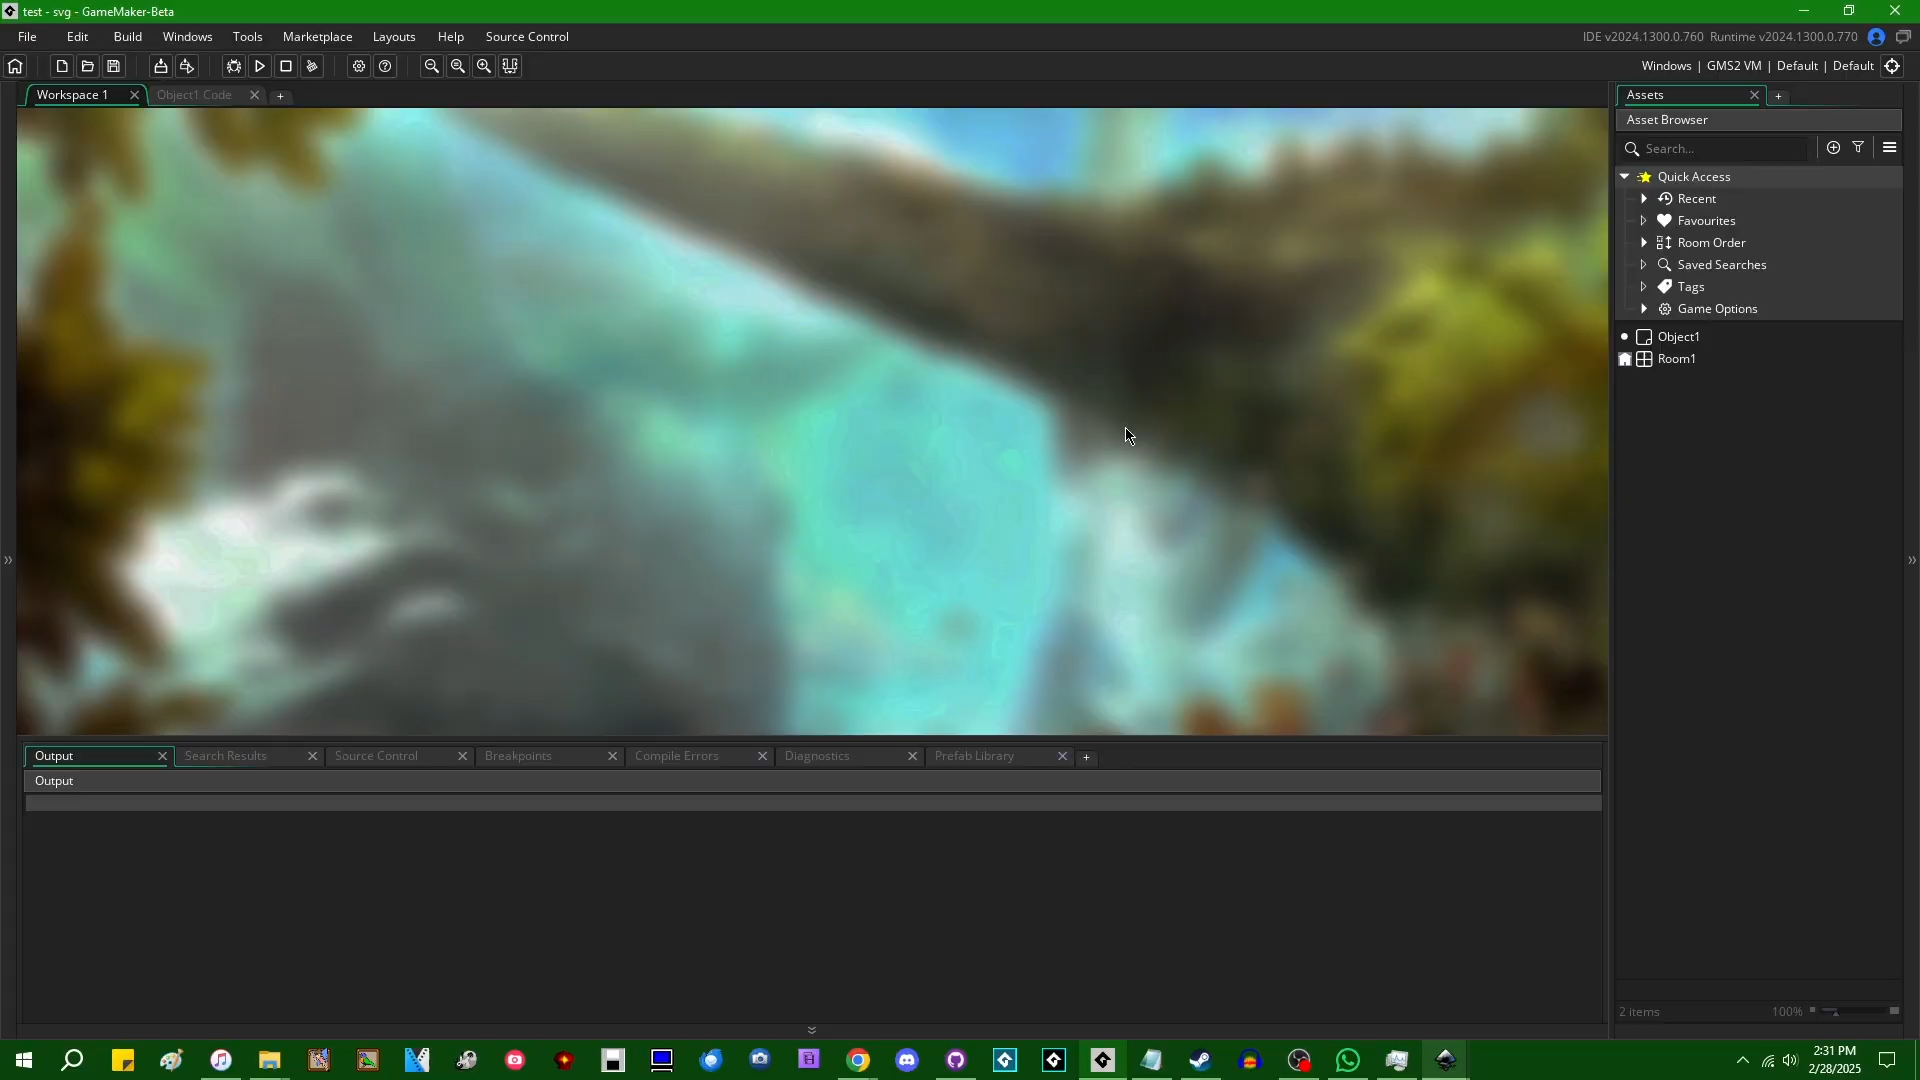 test - svg - GameMaker-Beta
File Edit Build Windows Tools Marketplace Layouts Help Source Control
IDE v2024.1300.0.760 Runtime v2024.1300.0.770
Windows | GMS2 VM | Default | Default
Workspace 1
Object1 Code
Assets
Asset Browser
Search...
Quick Access
Recent
Favourites
Room Order
Saved Searches
Tags
Game Options
Object1
Room1
Output
Search Results
Source Control
Breakpoints
Compile Errors
Diagnostics
Prefab Library
Output
2 items
100%
2:31 PM
2/28/2025